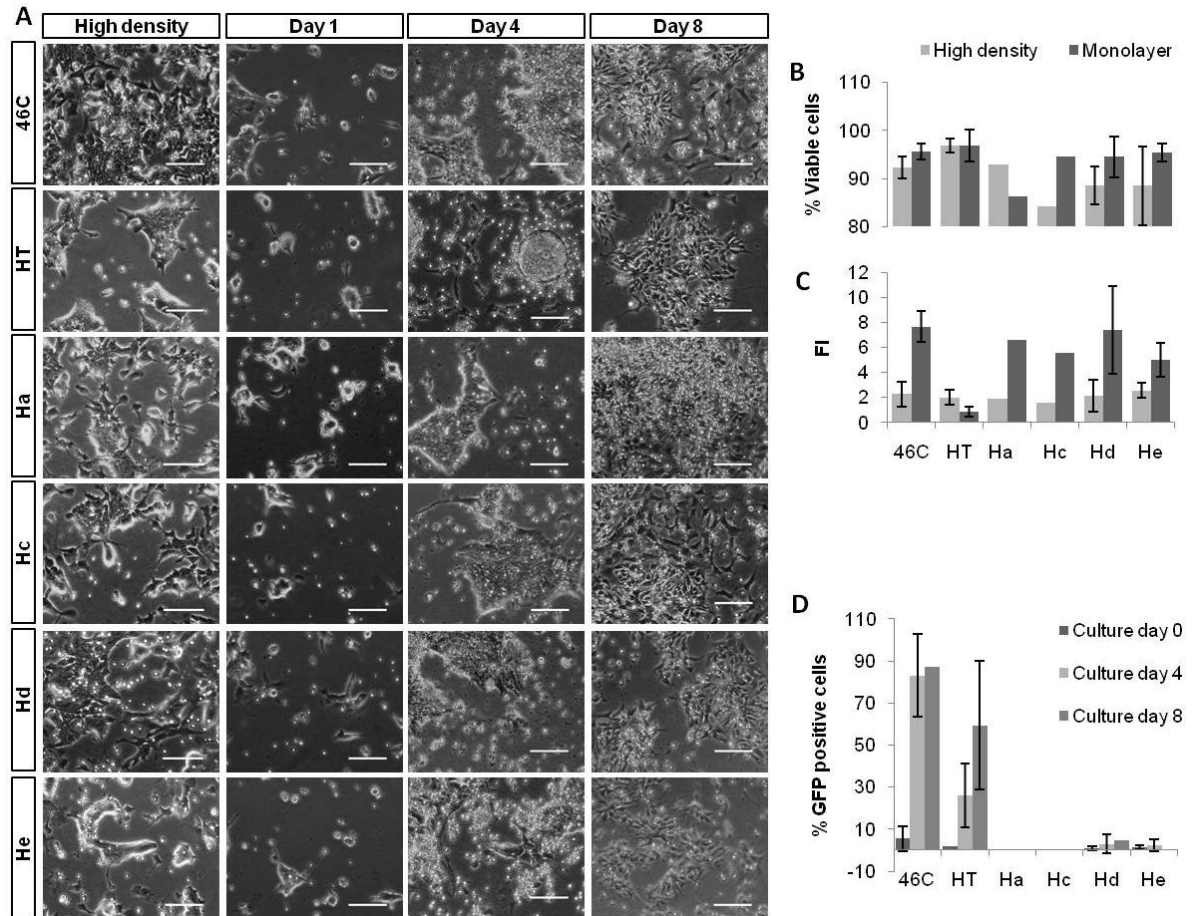 A
High density Day 1 Day 4 Day 8
46C
HT
Ha
Hc
Hd
He
High density Monolayer
B
110
100
90
80
% Viable cells
C
12
10
8
6
4
2
0
FI
46C HT Ha Hc Hd He
D
110
90
70
50
30
10
-10
% GFP positive cells
Culture day 0
Culture day 4
Culture day 8
46C HT Ha Hc Hd He